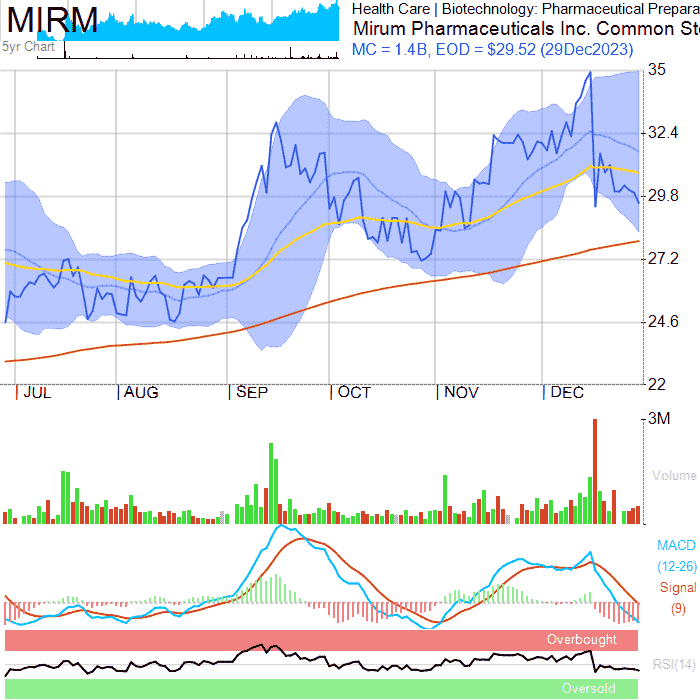 MIRM
5yr Chart
Health Care | Biotechnology: Pharmaceutical Prepara
Mirum Pharmaceuticals Inc. Common Sto
MC = 1.4B, EOD = $29.52 (29Dec2023)
35
32.4
29.8
27.2
24.6
22
JUL AUG SEP OCT NOV DEC
3M
Volume
MACD
(12-26)
Signal
(9)
Overbought
RSI(14)
Oversold